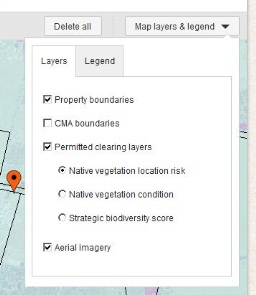 Delete all
Map layers & legend
Layers
Legend
Property boundaries
CMA boundaries
Permitted clearing layers
Native vegetation location risk
Native vegetation condition
Strategic biodiversity score
Aerial imagery